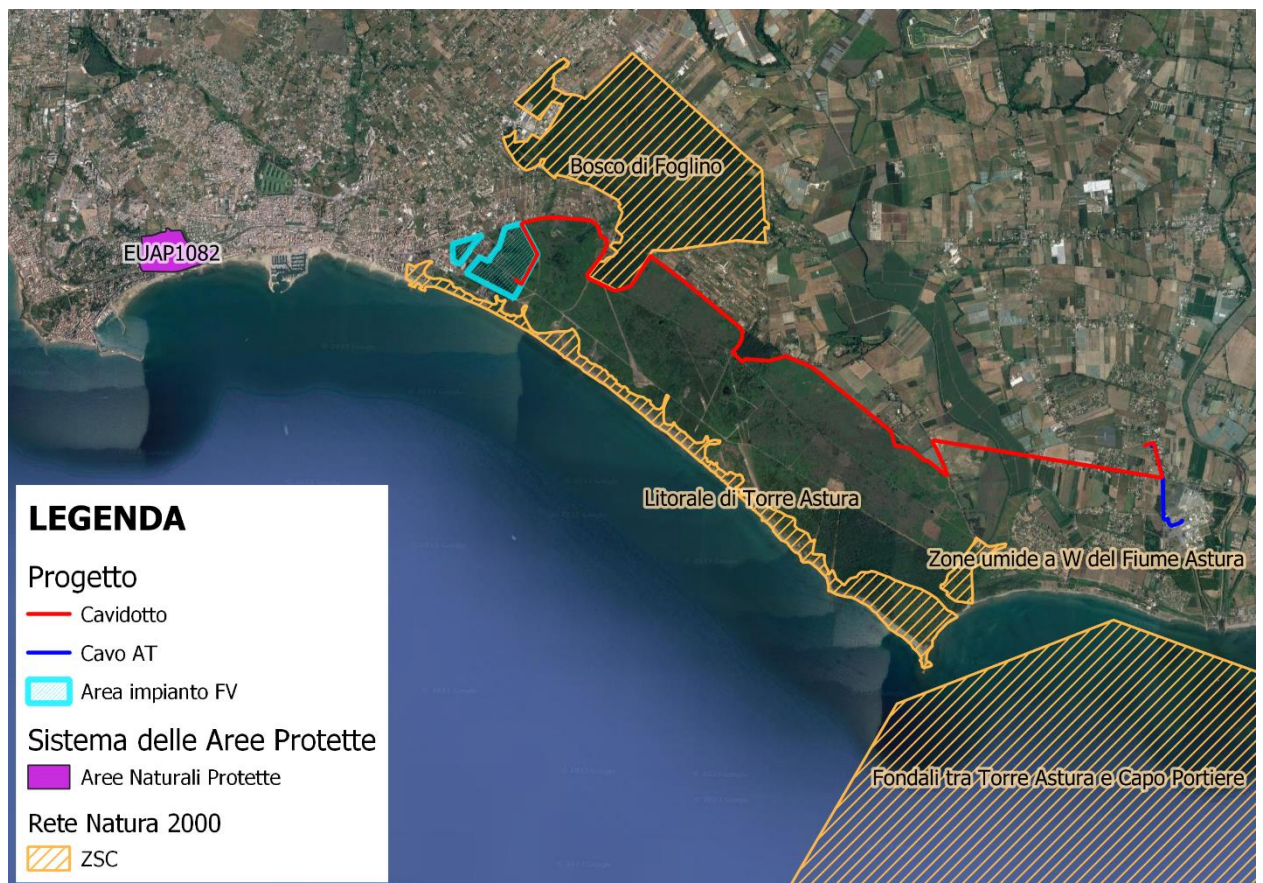 Bosco di Foglino
EUAP1082
Litorale di Torre Astura
Zone umide a W del Fiume Astura
Fondali tra Torre Astura e Capo Portiere
LEGENDA
Progetto
Cavidotto
Cavo AT
Area impianto FV
Sistema delle Aree Protette
Aree Naturali Protette
Rete Natura 2000
ZSC